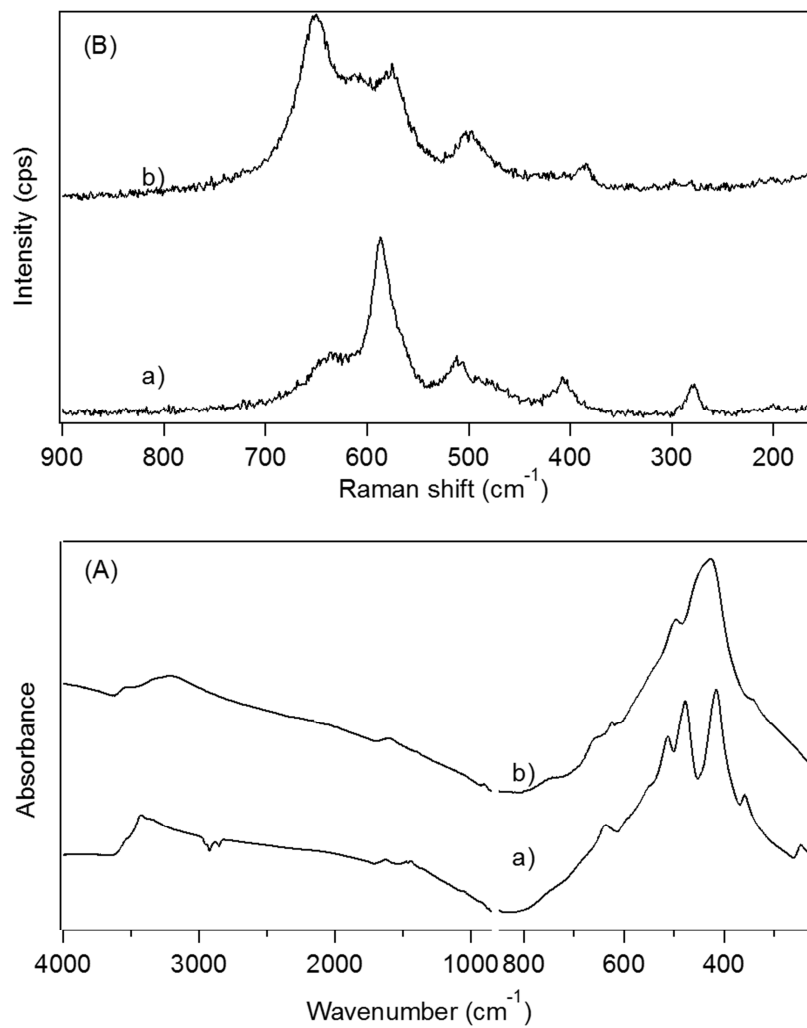 (B)
b)
a)
Intensity (cps)
900 800 700 600 500 400 300 200
Raman shift (cm⁻¹)
(A)
b)
a)
Absorbance
4000 3000 2000 1000 800 600 400
Wavenumber (cm⁻¹)